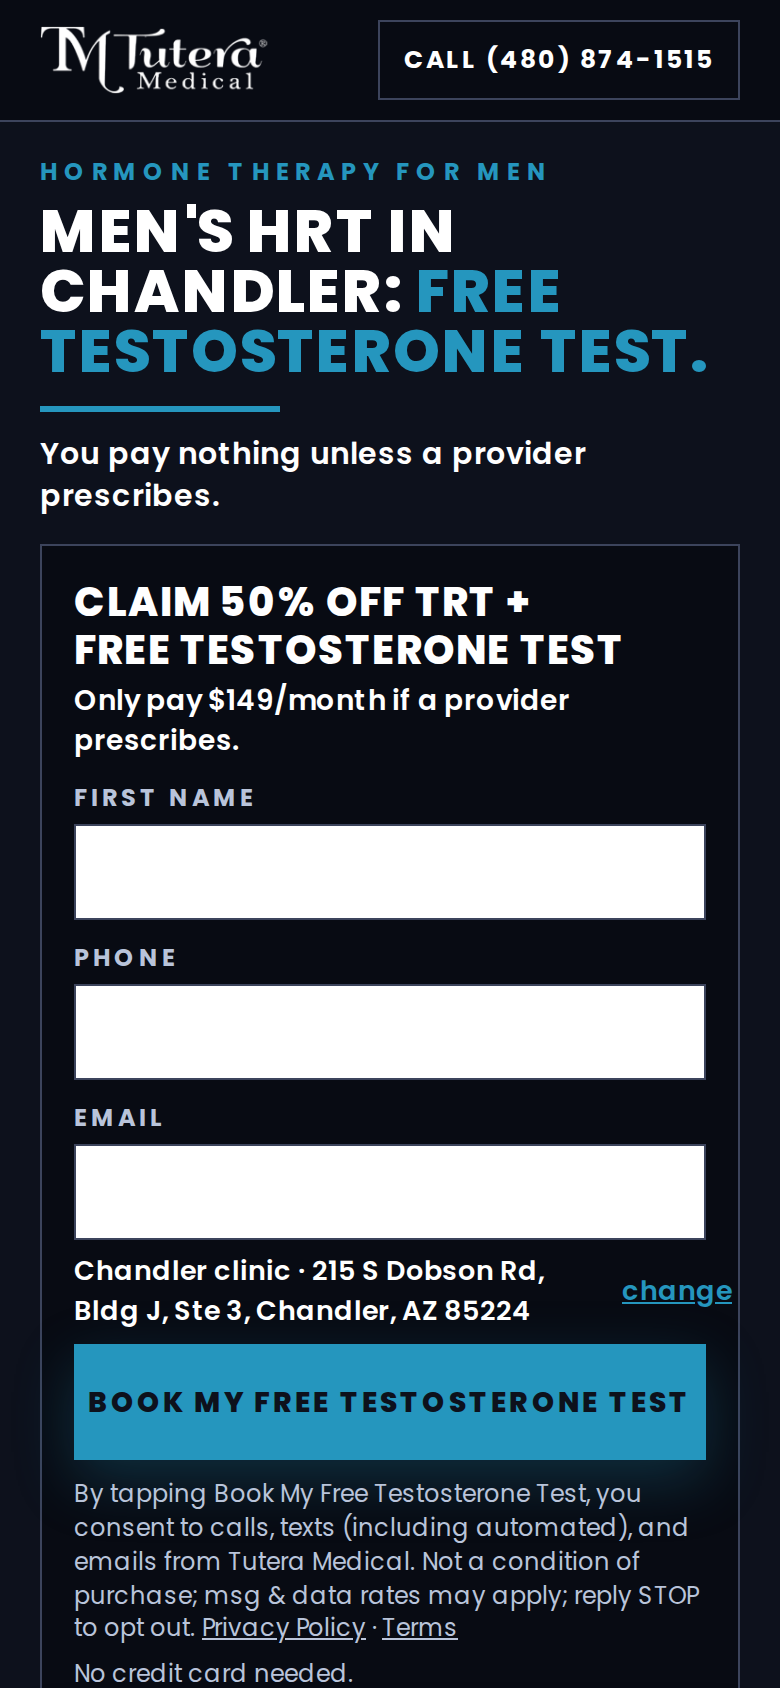 TM Tutera®
Medical
CALL (480) 874-1515
HORMONE THERAPY FOR MEN
MEN'S HRT IN
CHANDLER: FREE
TESTOSTERONE TEST.
You pay nothing unless a provider
prescribes.
CLAIM 50% OFF TRT +
FREE TESTOSTERONE TEST
Only pay $149/month if a provider
prescribes.
FIRST NAME
PHONE
EMAIL
Chandler clinic · 215 S Dobson Rd,
Bldg J, Ste 3, Chandler, AZ 85224
change
BOOK MY FREE TESTOSTERONE TEST
By tapping Book My Free Testosterone Test, you
consent to calls, texts (including automated), and
emails from Tutera Medical. Not a condition of
purchase; msg & data rates may apply; reply STOP
to opt out. Privacy Policy · Terms
No credit card needed.